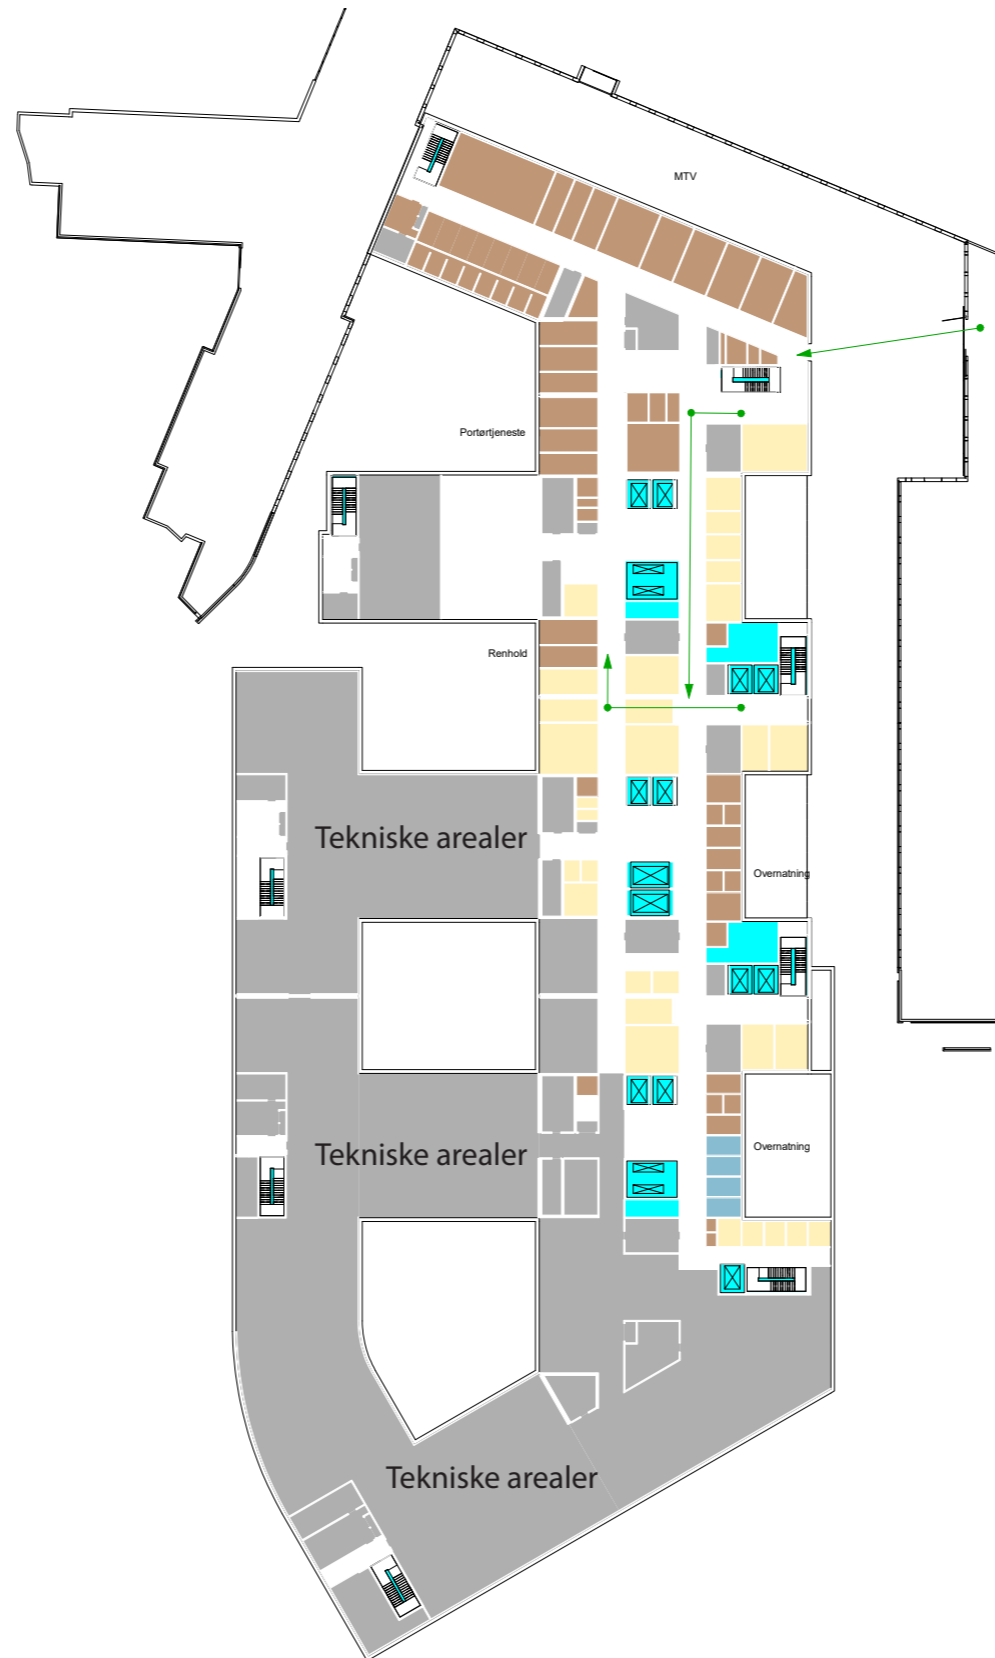 MTV
Portørtjeneste
Renhold
Tekniske arealer
Overnatning
Tekniske arealer
Overnatning
Tekniske arealer